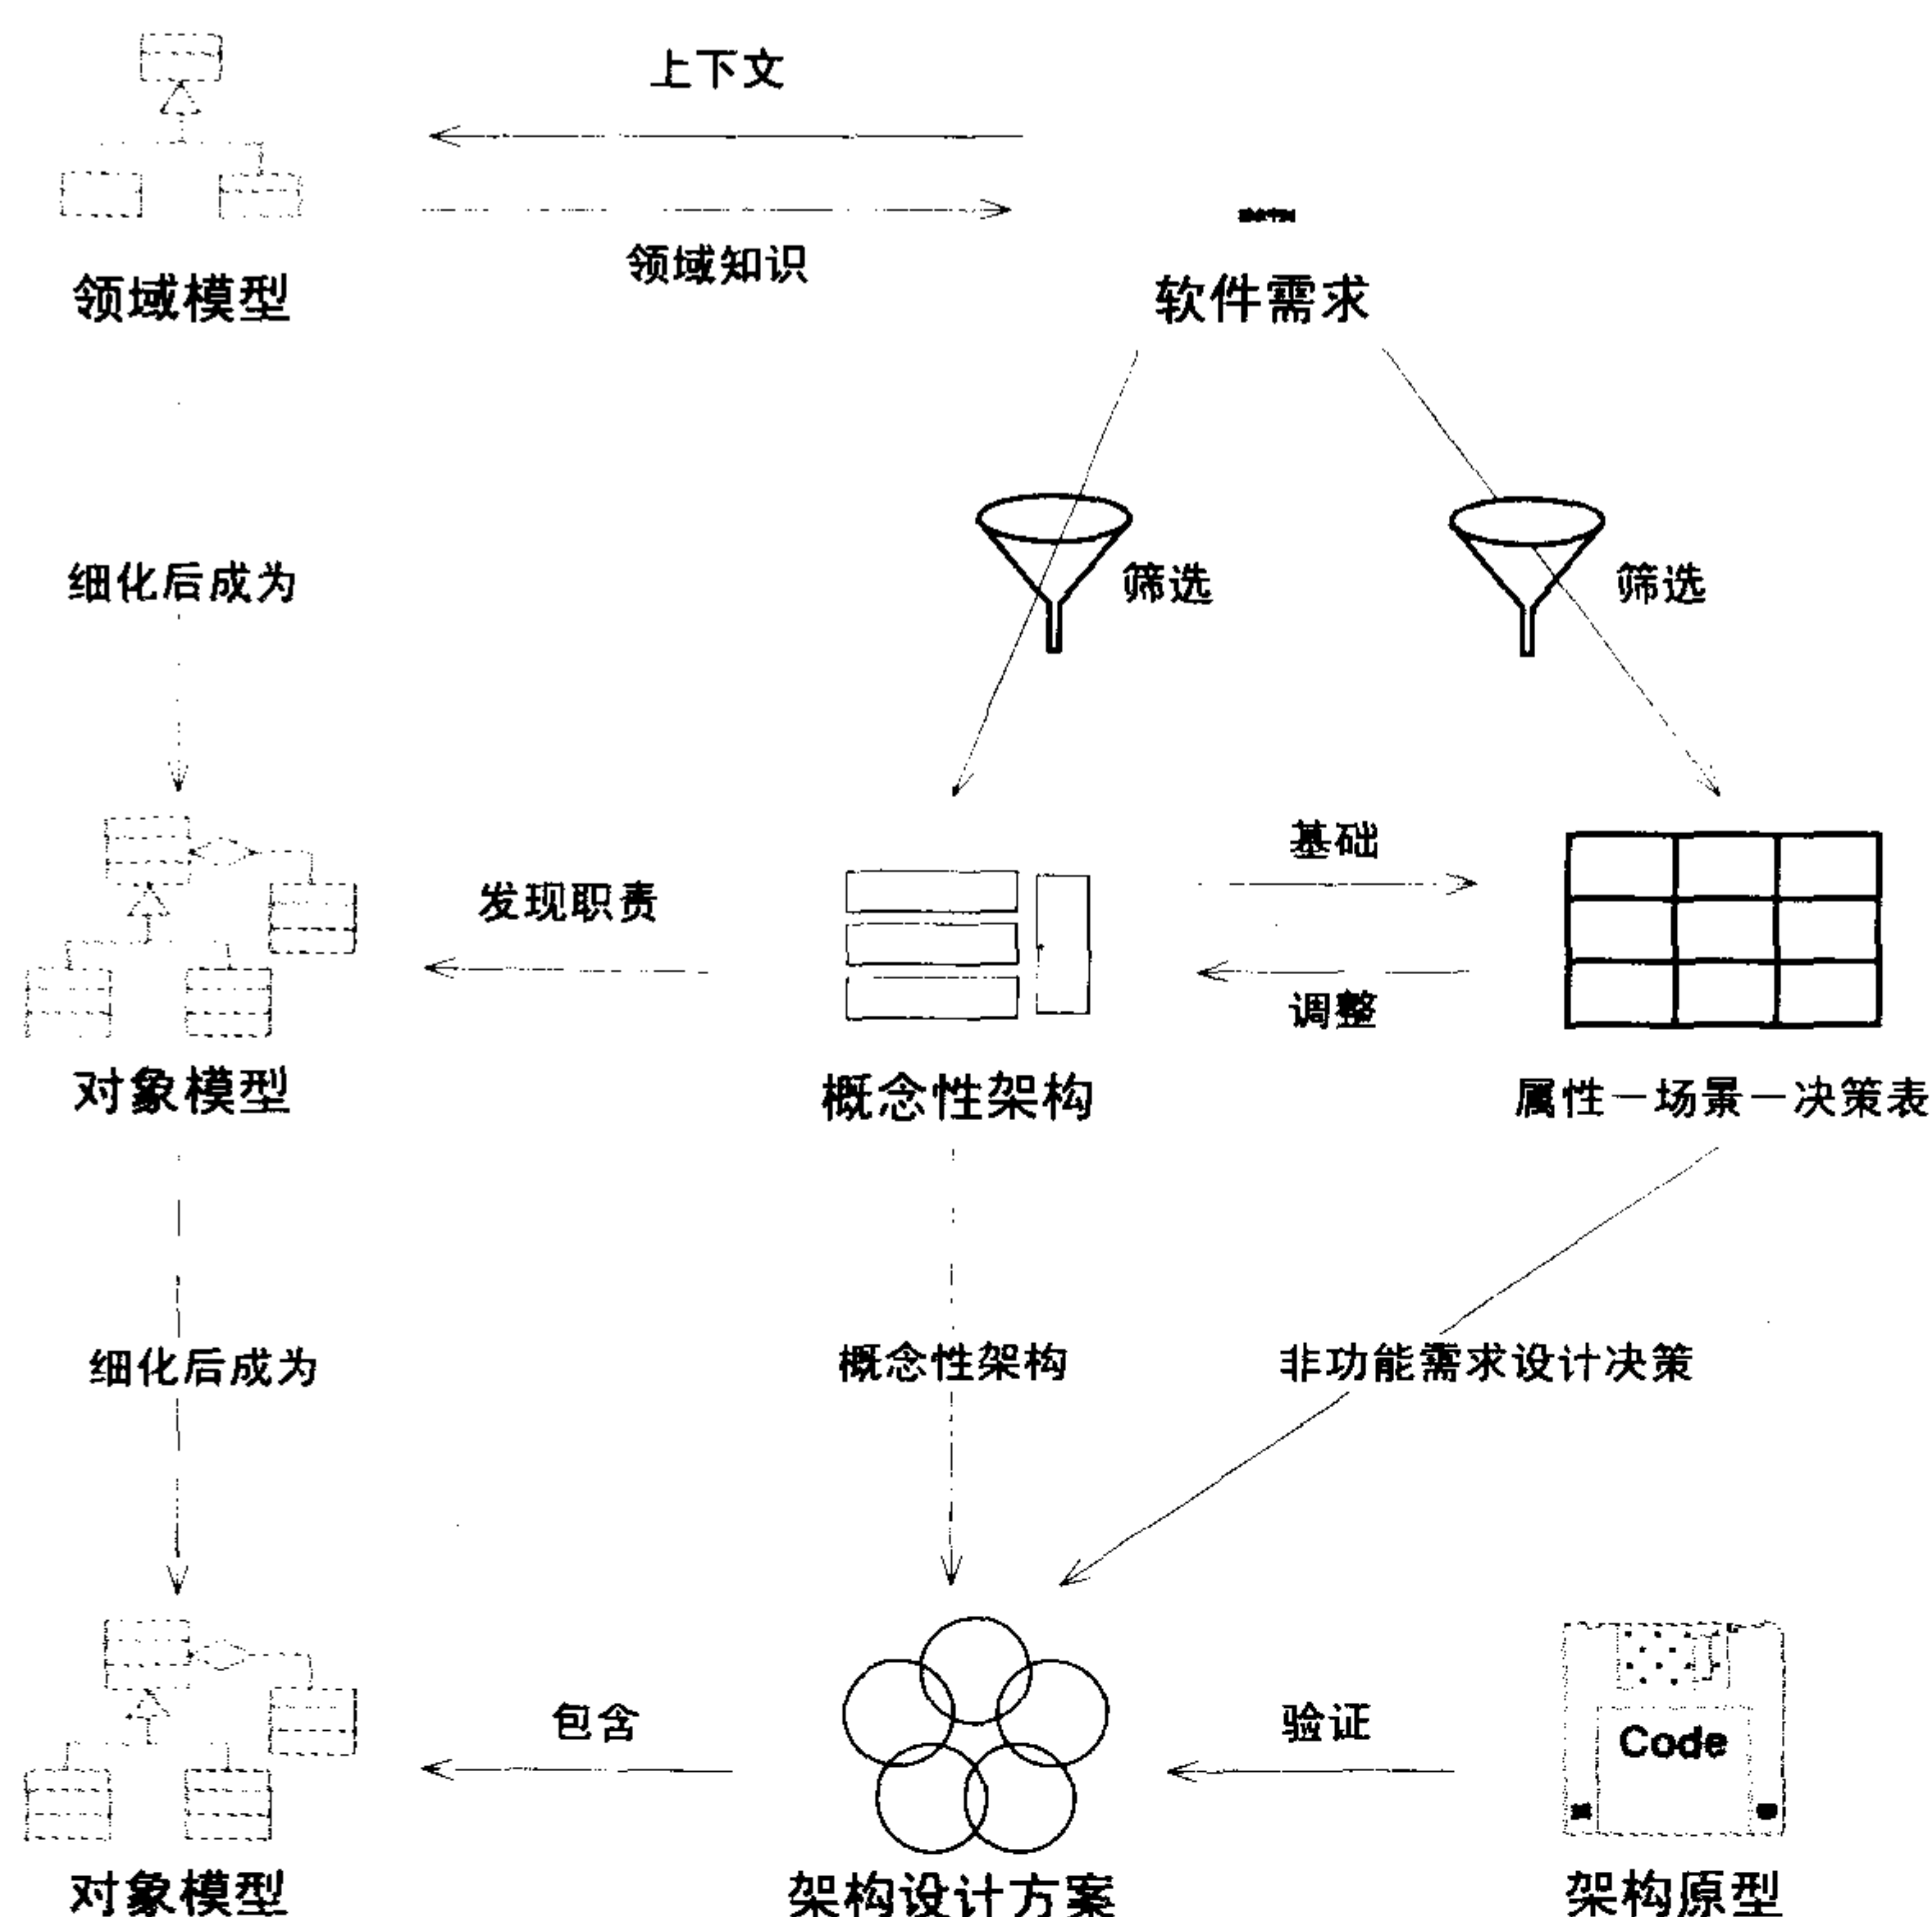 上下文
领域知识
领域模型
软件需求
细化后成为
筛选
筛选
基础
发现职责
调整
对象模型
概念性架构
属性—场景—决策表
细化后成为
概念性架构
非功能需求设计决策
包含
验证
Code
对象模型
架构设计方案
架构原型